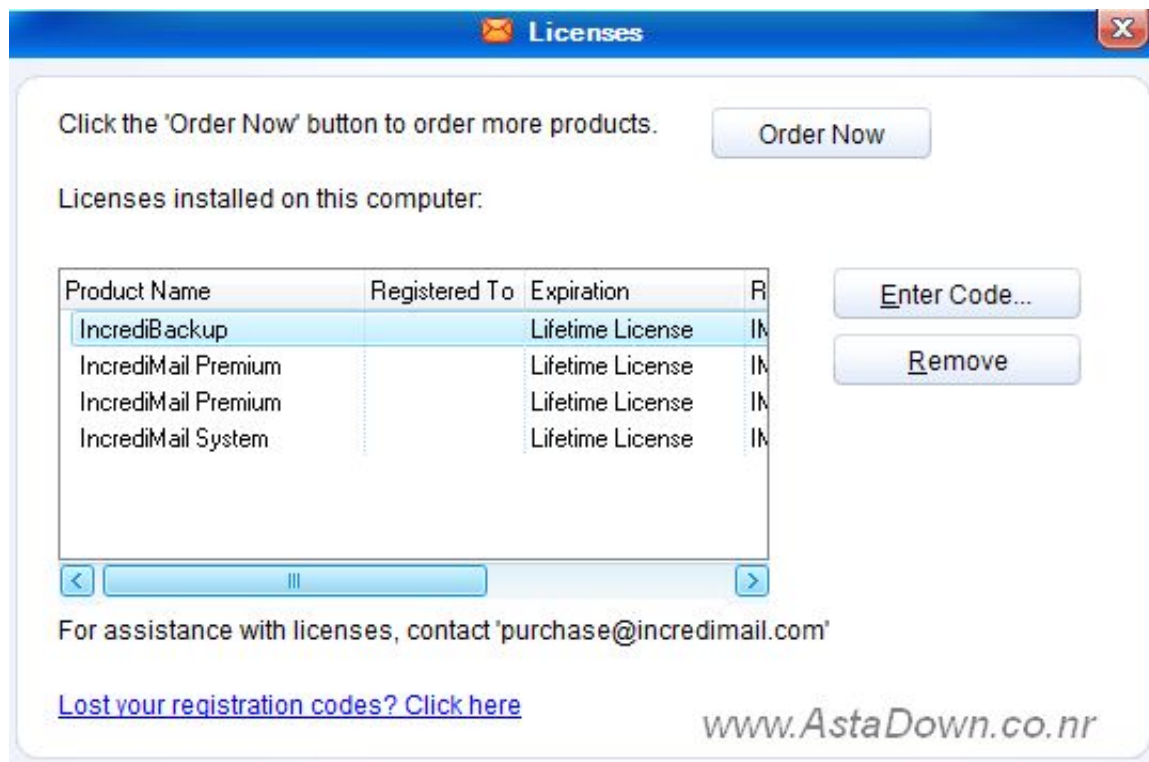 Licenses
Click the 'Order Now' button to order more products.
Order Now
Licenses installed on this computer:
Product Name Registered To Expiration R
IncrediBackup Lifetime License
IncrediMail Premium Lifetime License
IncrediMail Premium Lifetime License
IncrediMail System Lifetime License
Enter Code...
Remove
For assistance with licenses, contact 'purchase@incredimail.com'
Lost your registration codes? Click here
www.AstaDown.co.nr